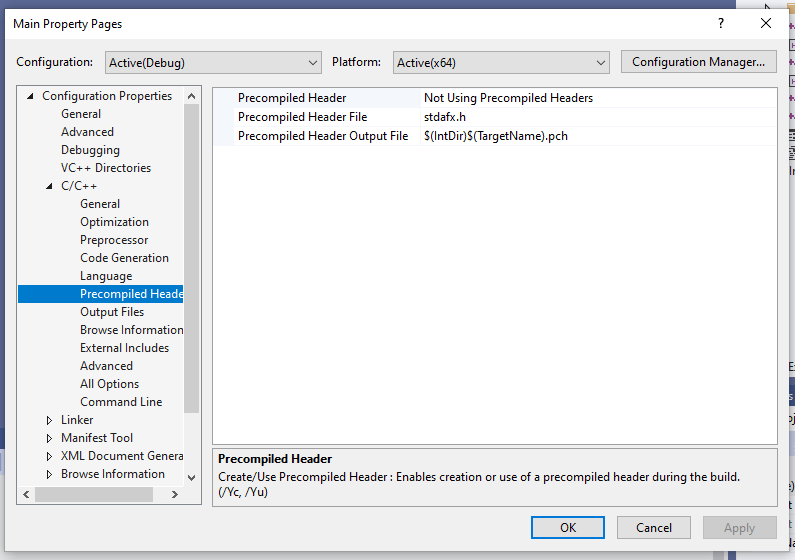 Main Property Pages
?
Configuration: Active(Debug) Platform: Active(x64) Configuration Manager...
Configuration Properties
General
Advanced
Debugging
VC++ Directories
C/C++
General
Optimization
Preprocessor
Code Generation
Language
Precompiled Heade
Output Files
Browse Information
External Includes
Advanced
All Options
Command Line
Linker
Manifest Tool
XML Document Genera
Browse Information
Precompiled Header Not Using Precompiled Headers
Precompiled Header File stdafx.h
Precompiled Header Output File $(IntDir)$(TargetName).pch
Precompiled Header
Create/Use Precompiled Header : Enables creation or use of a precompiled header during the build.
(/Yc, /Yu)
OK Cancel Apply